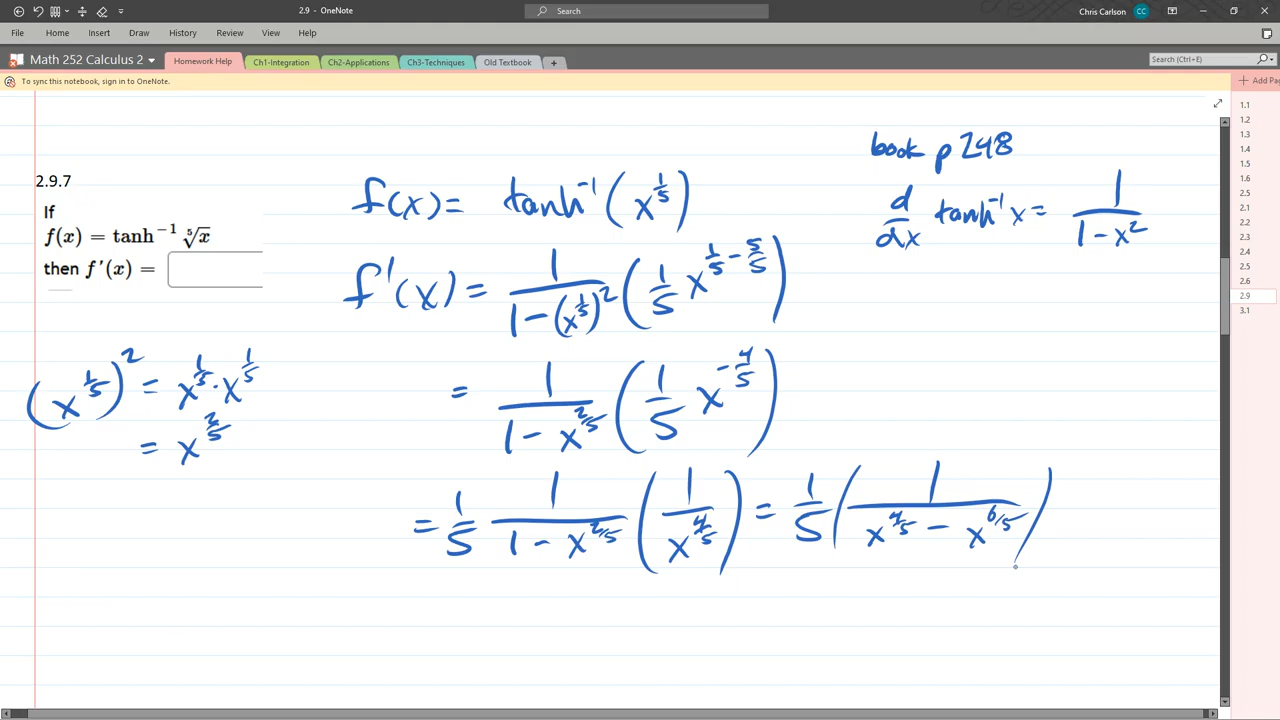 2.9 - OneNote
Search
Chris Carlson CC
File Home Insert Draw History Review View Help
Math 252 Calculus 2 Homework Help Ch1-Integration Ch2-Applications Ch3-Techniques Old Textbook + Search (Ctrl+E)
To sync this notebook, sign in to OneNote.
+ Add Pa
1.1
1.2
1.3
1.4
1.5
1.6
2.5
2.1
2.2
2.3
2.4
2.5
2.6
2.9
3.1
book p 248
d/dx tanh⁻¹ x = 1/(1 - x²)
2.9.7
If
f(x) = tanh⁻¹ ⁵√x
then f'(x) =
f(x) = tanh⁻¹ (x^(1/5))
f'(x) = 1/(1 - (x^(1/5))²) (1/5 x^(1/5 - 5/5))
= 1/(1 - x^(2/5)) (1/5 x^(-4/5))
(x^(1/5))² = x^(1/5) · x^(1/5)
= x^(2/5)
= 1/5 1/(1 - x^(2/5)) (1/x^(4/5)) = 1/5 (1/(x^(4/5) - x^(6/5)))